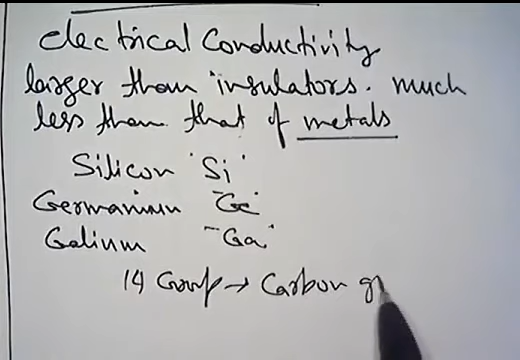 electrical Conductivity
larger than insulators. much
less than that of metals
Silicon 'Si'
Germanium "Ge'
Galium "Ga'
14 Group → Carbon g